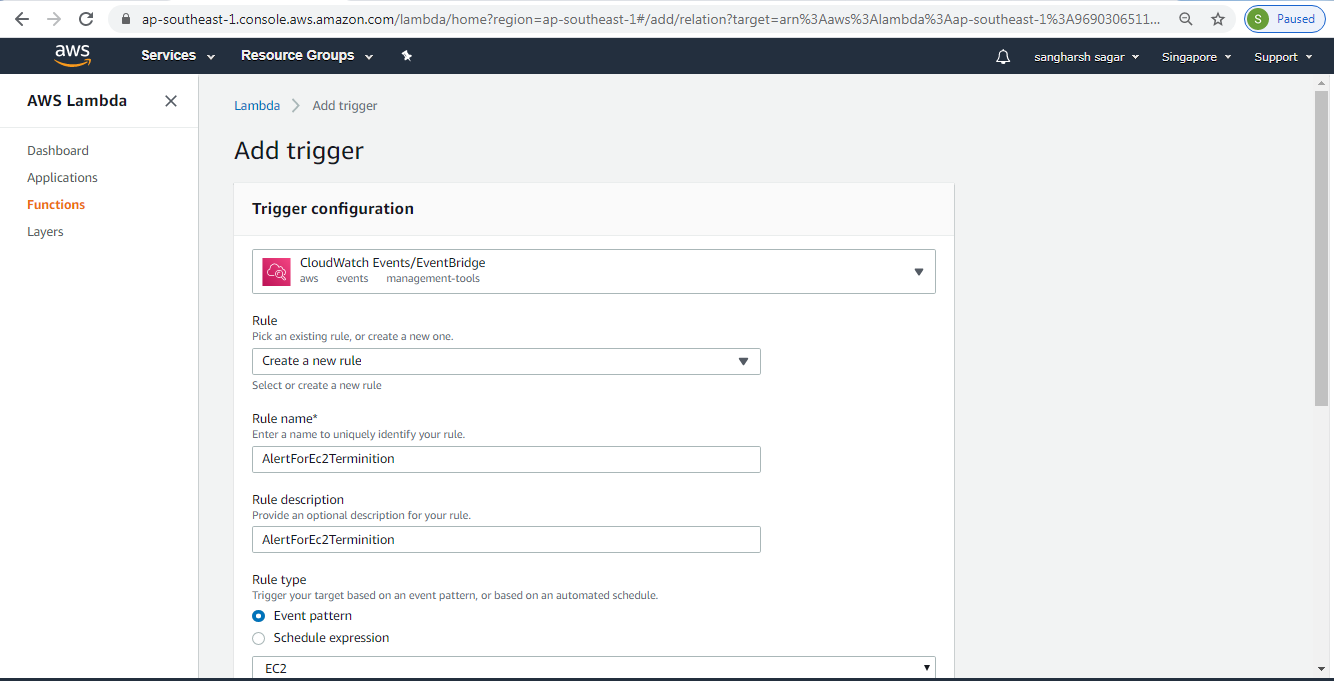 ap-southeast-1.console.aws.amazon.com/lambda/home?region=ap-southeast-1#/add/relation?target=arn%3Aaws%3Alambda%3Aap-southeast-1%3A9690306511...
S Paused
aws Services Resource Groups sangharsh sagar Singapore Support
AWS Lambda
Dashboard
Applications
Functions
Layers
Lambda Add trigger
Add trigger
Trigger configuration
CloudWatch Events/EventBridge
aws events management-tools
Rule
Pick an existing rule, or create a new one.
Create a new rule
Select or create a new rule
Rule name*
Enter a name to uniquely identify your rule.
AlertForEc2Terminition
Rule description
Provide an optional description for your rule.
AlertForEc2Terminition
Rule type
Trigger your target based on an event pattern, or based on an automated schedule.
Event pattern
Schedule expression
EC2